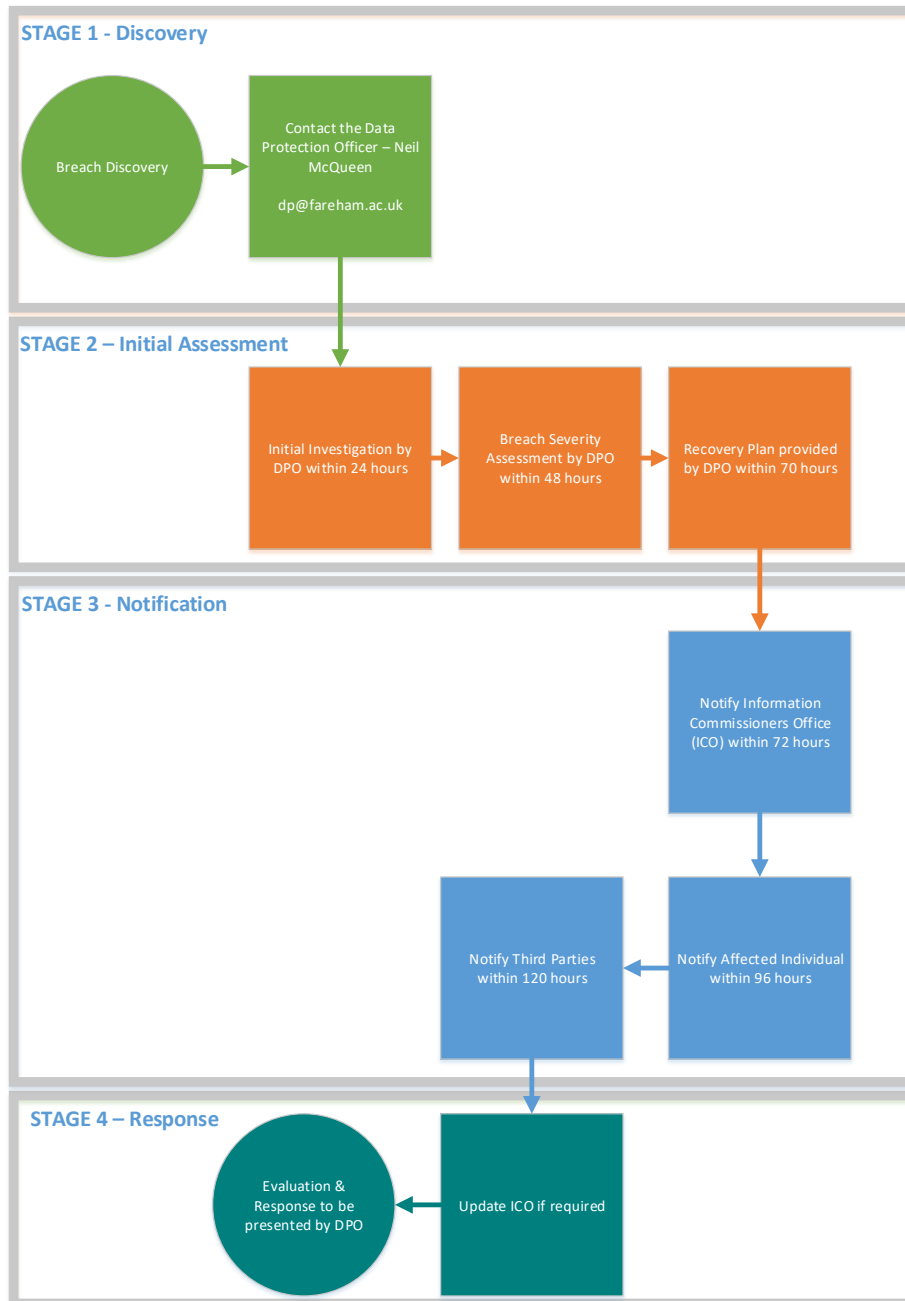 STAGE 1 - Discovery
Breach Discovery
Contact the Data
Protection Officer – Neil
McQueen
dp@fareham.ac.uk
STAGE 2 – Initial Assessment
Initial Investigation by
DPO within 24 hours
Breach Severity
Assessment by DPO
within 48 hours
Recovery Plan provided
by DPO within 70 hours
STAGE 3 - Notification
Notify Information
Commissioners Office
(ICO) within 72 hours
Notify Affected Individual
within 96 hours
Notify Third Parties
within 120 hours
STAGE 4 – Response
Update ICO if required
Evaluation &
Response to be
presented by DPO